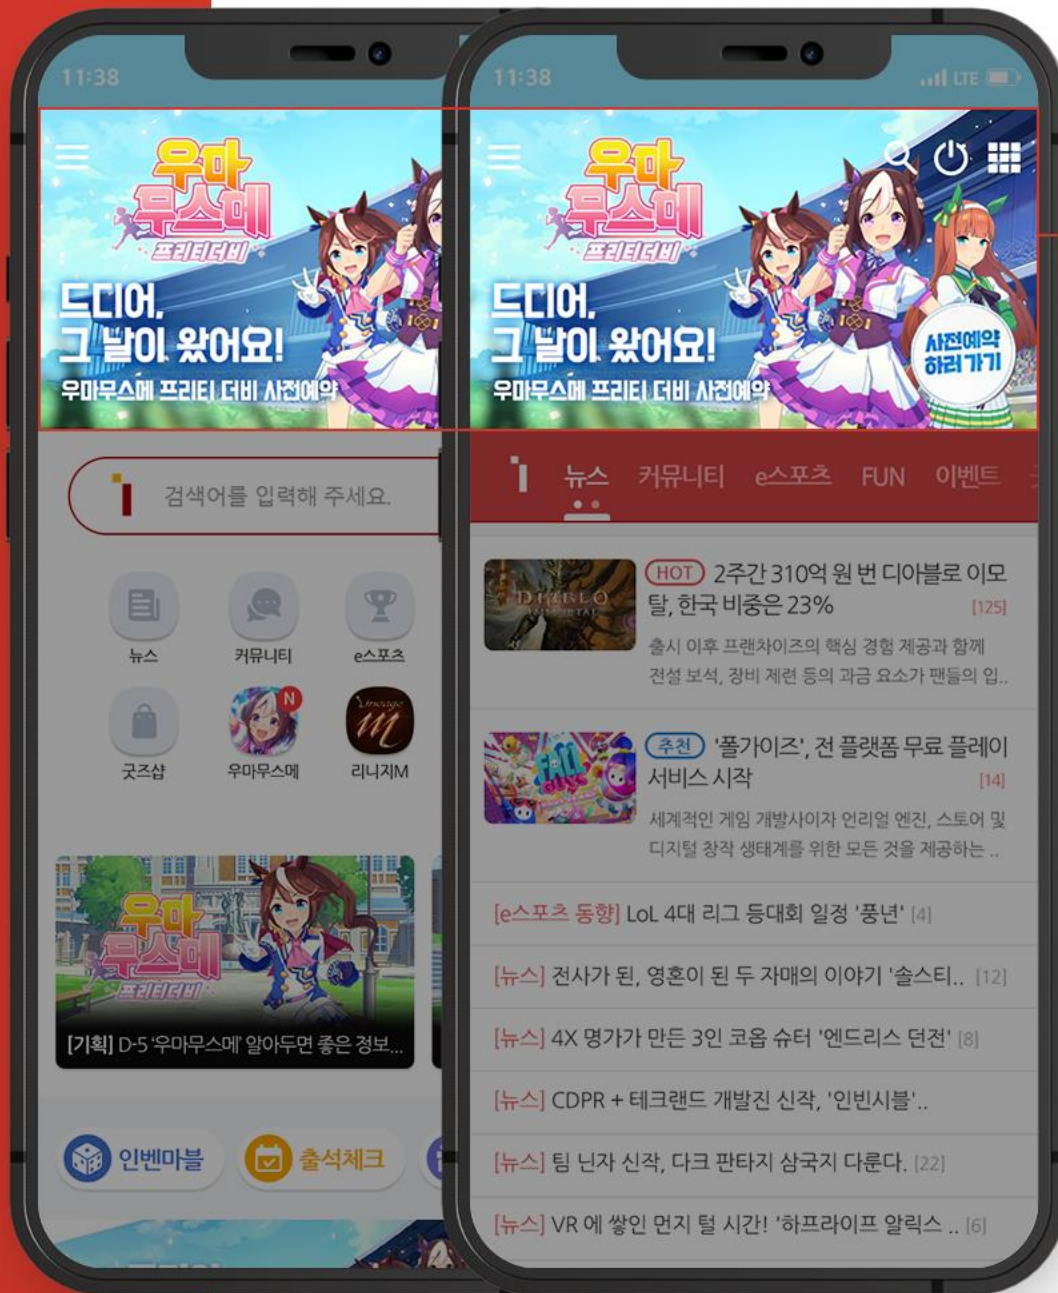 11:38
우마
무스메
프리티더비
드디어,
그 날이 왔어요!
우마무스메 프리티 더비 사전예약
검색어를 입력해 주세요.
뉴스
커뮤니티
e스포츠
N
Lineage
m
굿즈샵
우마무스메
리니지M
우마
무스메
프리티더비
[기획] D-5 '우마무스메' 알아두면 좋은 정보...
인벤마블
출석체크
11:38
LTE
우마
무스메
프리티더비
드디어,
그 날이 왔어요!
우마무스메 프리티 더비 사전예약
사전예약
하러 가기
뉴스 커뮤니티 e스포츠 FUN 이벤트
DIABLO
IMMORTAL
HOT 2주간 310억 원 번 디아블로 이모
탈, 한국 비중은 23% [125]
출시 이후 프랜차이즈의 핵심 경험 제공과 함께
전설 보석, 장비 제련 등의 과금 요소가 팬들의 입..
FALL
GUYS
추천 '폴가이즈', 전 플랫폼 무료 플레이
서비스 시작 [14]
세계적인 게임 개발사이자 언리얼 엔진, 스토어 및
디지털 창작 생태계를 위한 모든 것을 제공하는 ..
[e스포츠 동향] LoL 4대 리그 등대회 일정 '풍년' [4]
[뉴스] 전사가 된, 영혼이 된 두 자매의 이야기 '솔스티.. [12]
[뉴스] 4X 명가가 만든 3인 코옵 슈터 '엔드리스 던전' [8]
[뉴스] CDPR + 테크랜드 개발진 신작, '인빈시블'..
[뉴스] 팀 닌자 신작, 다크 판타지 삼국지 다룬다. [22]
[뉴스] VR 에 쌓인 먼지 털 시간! '하프라이프 알릭스 .. [6]